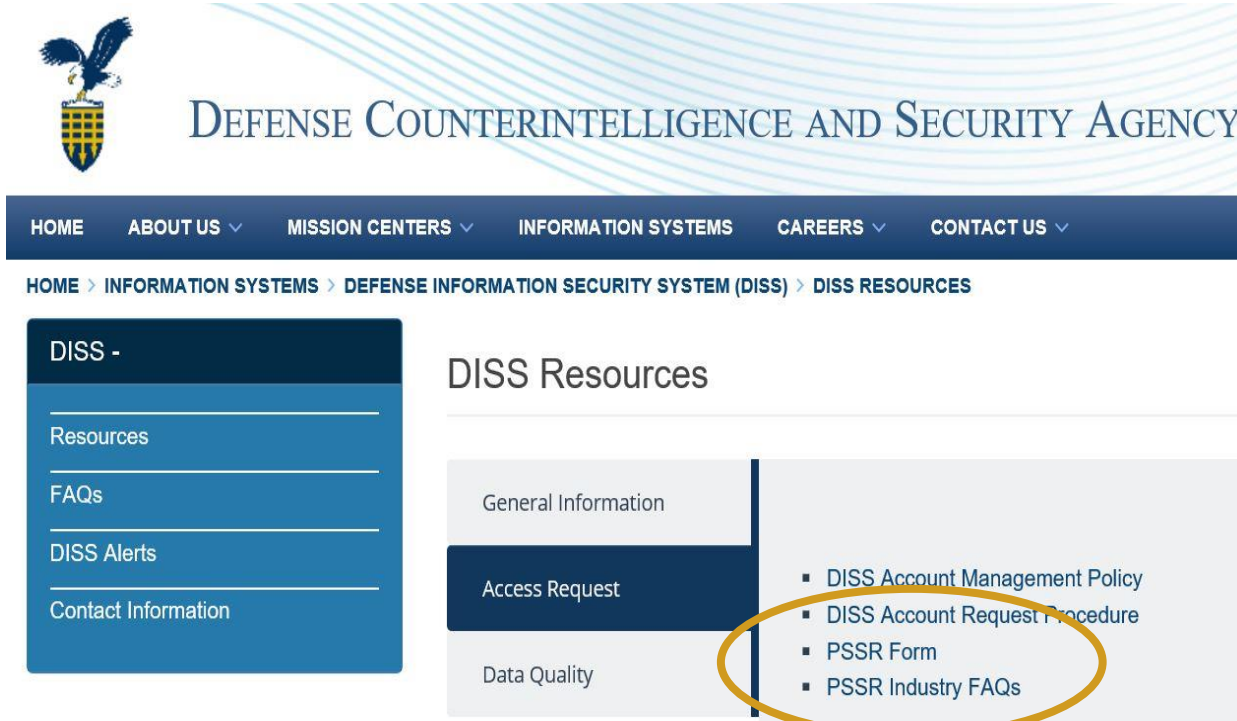 DEFENSE COUNTERINTELLIGENCE AND SECURITY AGENCY
HOME ABOUT US MISSION CENTERS INFORMATION SYSTEMS CAREERS CONTACT US
HOME > INFORMATION SYSTEMS > DEFENSE INFORMATION SECURITY SYSTEM (DISS) > DISS RESOURCES
DISS -
Resources
FAQs
DISS Alerts
Contact Information
DISS Resources
General Information
Access Request
Data Quality
▪ DISS Account Management Policy
▪ DISS Account Request Procedure
▪ PSSR Form
▪ PSSR Industry FAQs